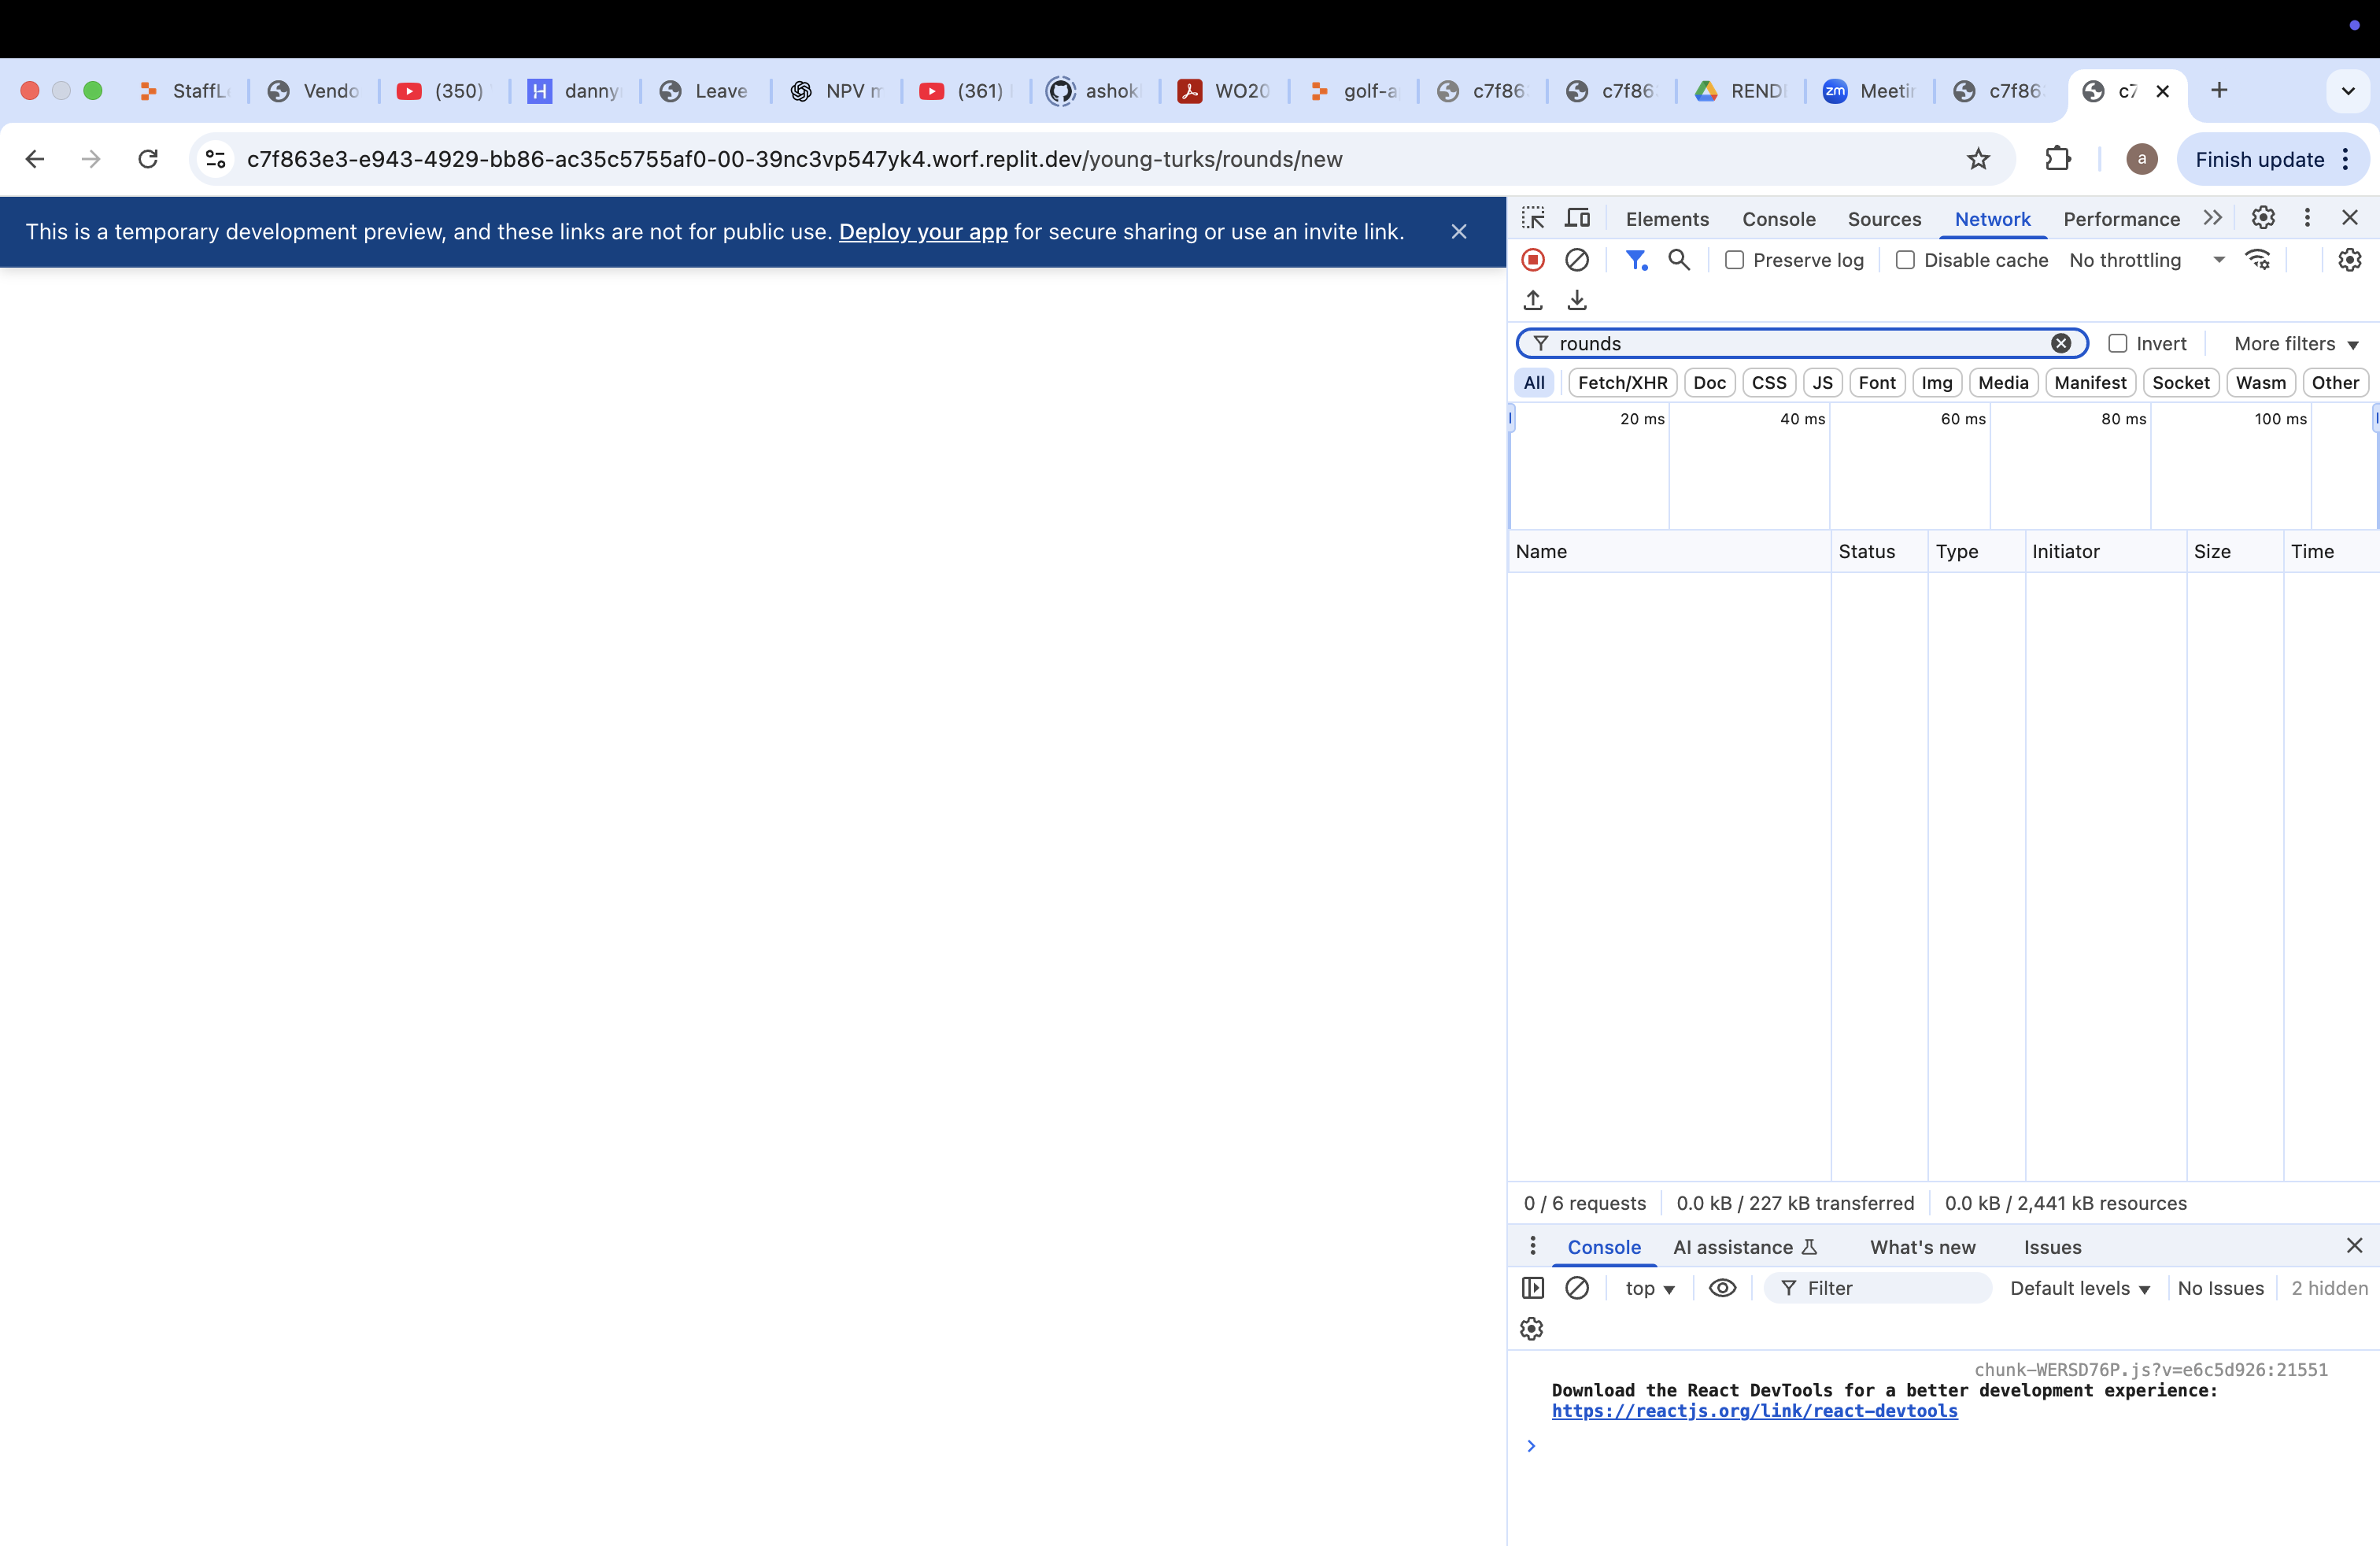 StaffL
Vendo
(350)
danny
Leave
NPV m
(361)
ashok
WO20
golf-a
c7f86
c7f86
REND
zm Meetin
c7f86
c7
c7f863e3-e943-4929-bb86-ac35c5755af0-00-39nc3vp547yk4.worf.replit.dev/young-turks/rounds/new
a
Finish update
This is a temporary development preview, and these links are not for public use. Deploy your app for secure sharing or use an invite link.
Elements Console Sources Network Performance
Preserve log Disable cache No throttling
rounds Invert More filters
All Fetch/XHR Doc CSS JS Font Img Media Manifest Socket Wasm Other
20 ms 40 ms 60 ms 80 ms 100 ms
Name Status Type Initiator Size Time
0 / 6 requests 0.0 kB / 227 kB transferred 0.0 kB / 2,441 kB resources
Console AI assistance What's new Issues
top Filter Default levels No Issues 2 hidden
chunk-WERSD76P.js?v=e6c5d926:21551
Download the React DevTools for a better development experience:
https://reactjs.org/link/react-devtools